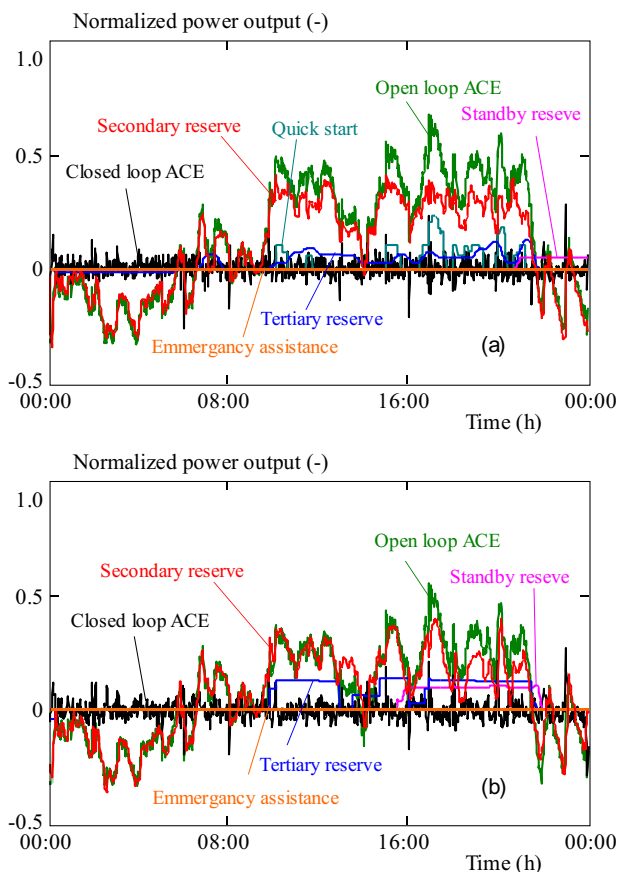 Normalized power output (-)
1.0
Open loop ACE
Standby reseve
Secondary reserve
Quick start
0.5
Closed loop ACE
0
Tertiary reserve
Emmergancy assistance
(a)
-0.5
00:00 08:00 16:00 00:00
Time (h)
Normalized power output (-)
1.0
Open loop ACE
Secondary reserve
Standby reseve
0.5
Closed loop ACE
0
Tertiary reserve
Emmergancy assistance
(b)
-0.5
00:00 08:00 16:00 00:00
Time (h)